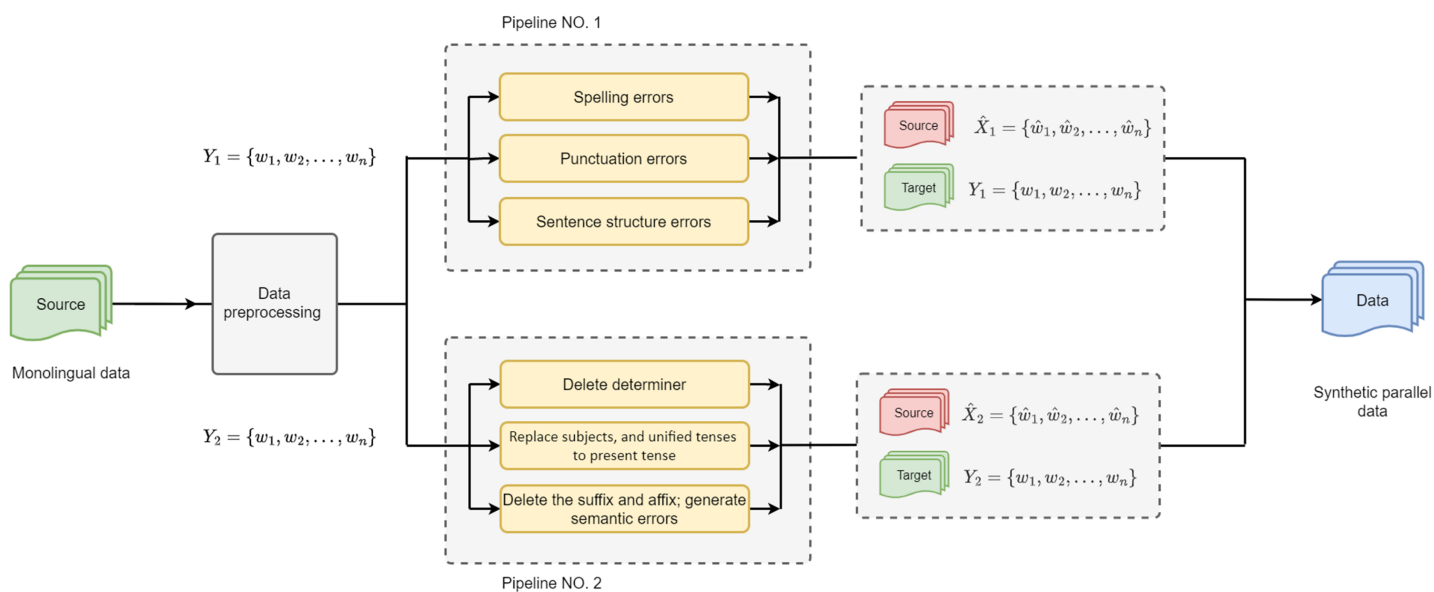 Pipeline NO. 1
Spelling errors
Punctuation errors
Sentence structure errors
Y₁ = {w₁, w₂, . . . , wₙ}
Source
X̂₁ = {ŵ₁, ŵ₂, . . . , ŵₙ}
Target
Y₁ = {w₁, w₂, . . . , wₙ}
Source
Monolingual data
Data
preprocessing
Data
Synthetic parallel
data
Y₂ = {w₁, w₂, . . . , wₙ}
Delete determiner
Replace subjects, and unified tenses
to present tense
Delete the suffix and affix; generate
semantic errors
Source
X̂₂ = {ŵ₁, ŵ₂, . . . , ŵₙ}
Target
Y₂ = {w₁, w₂, . . . , wₙ}
Pipeline NO. 2